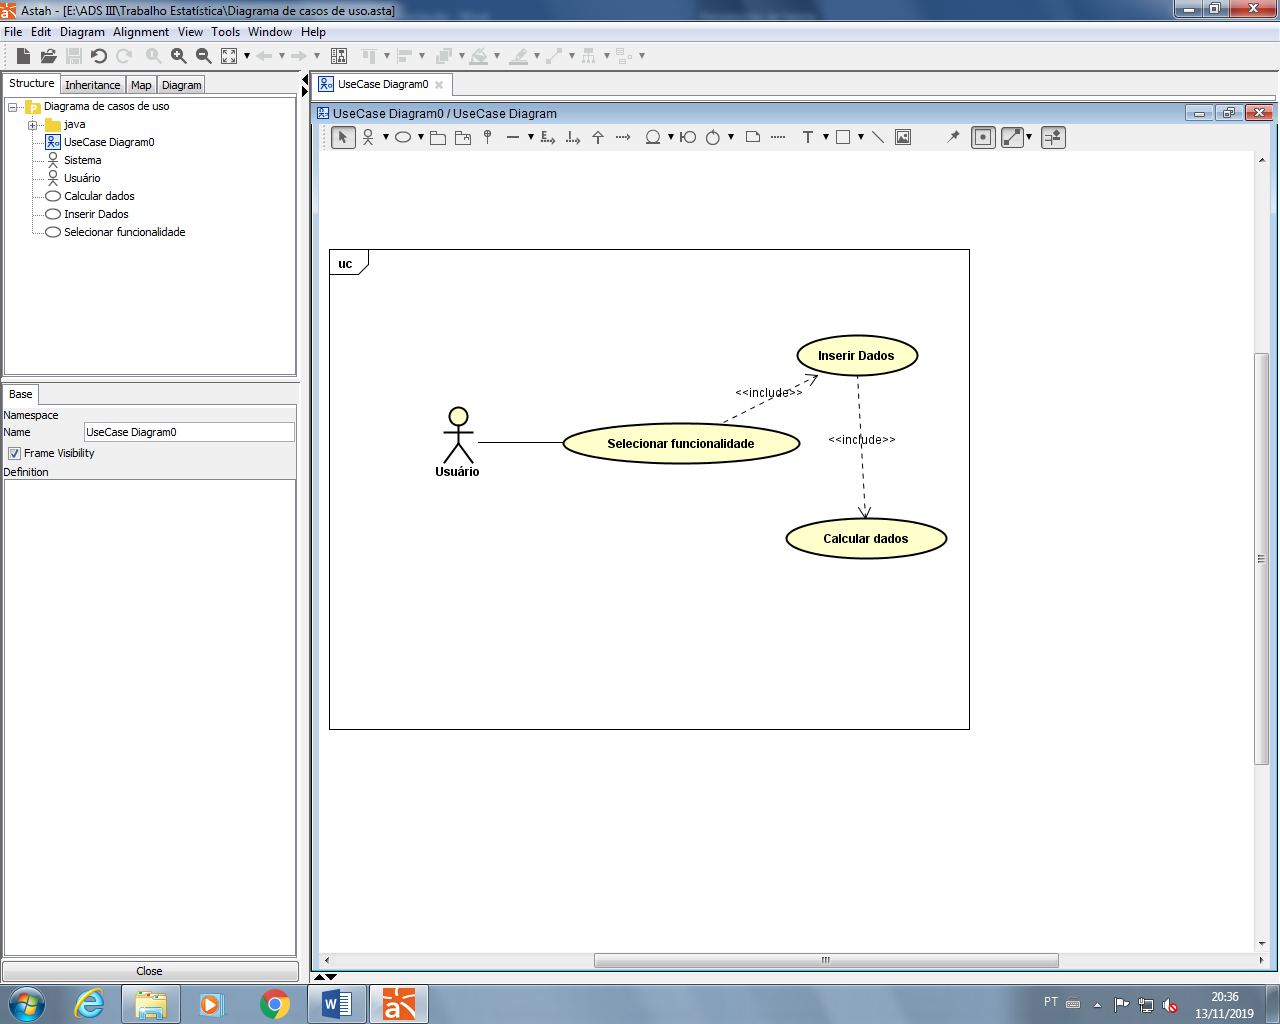 Astah - [E:\ADS III\Trabalho Estatística\Diagrama de casos de uso.asta]
File Edit Diagram Alignment View Tools Window Help
Structure Inheritance Map Diagram
Diagrama de casos de uso
java
UseCase Diagram0
Sistema
Usuário
Calcular dados
Inserir Dados
Selecionar funcionalidade
Base
Namespace
Name UseCase Diagram0
Frame Visibility
Definition
Close
UseCase Diagram0
UseCase Diagram0 / UseCase Diagram
uc
Inserir Dados
<<include>>
Selecionar funcionalidade
<<include>>
Usuário
Calcular dados
PT
20:36
13/11/2019